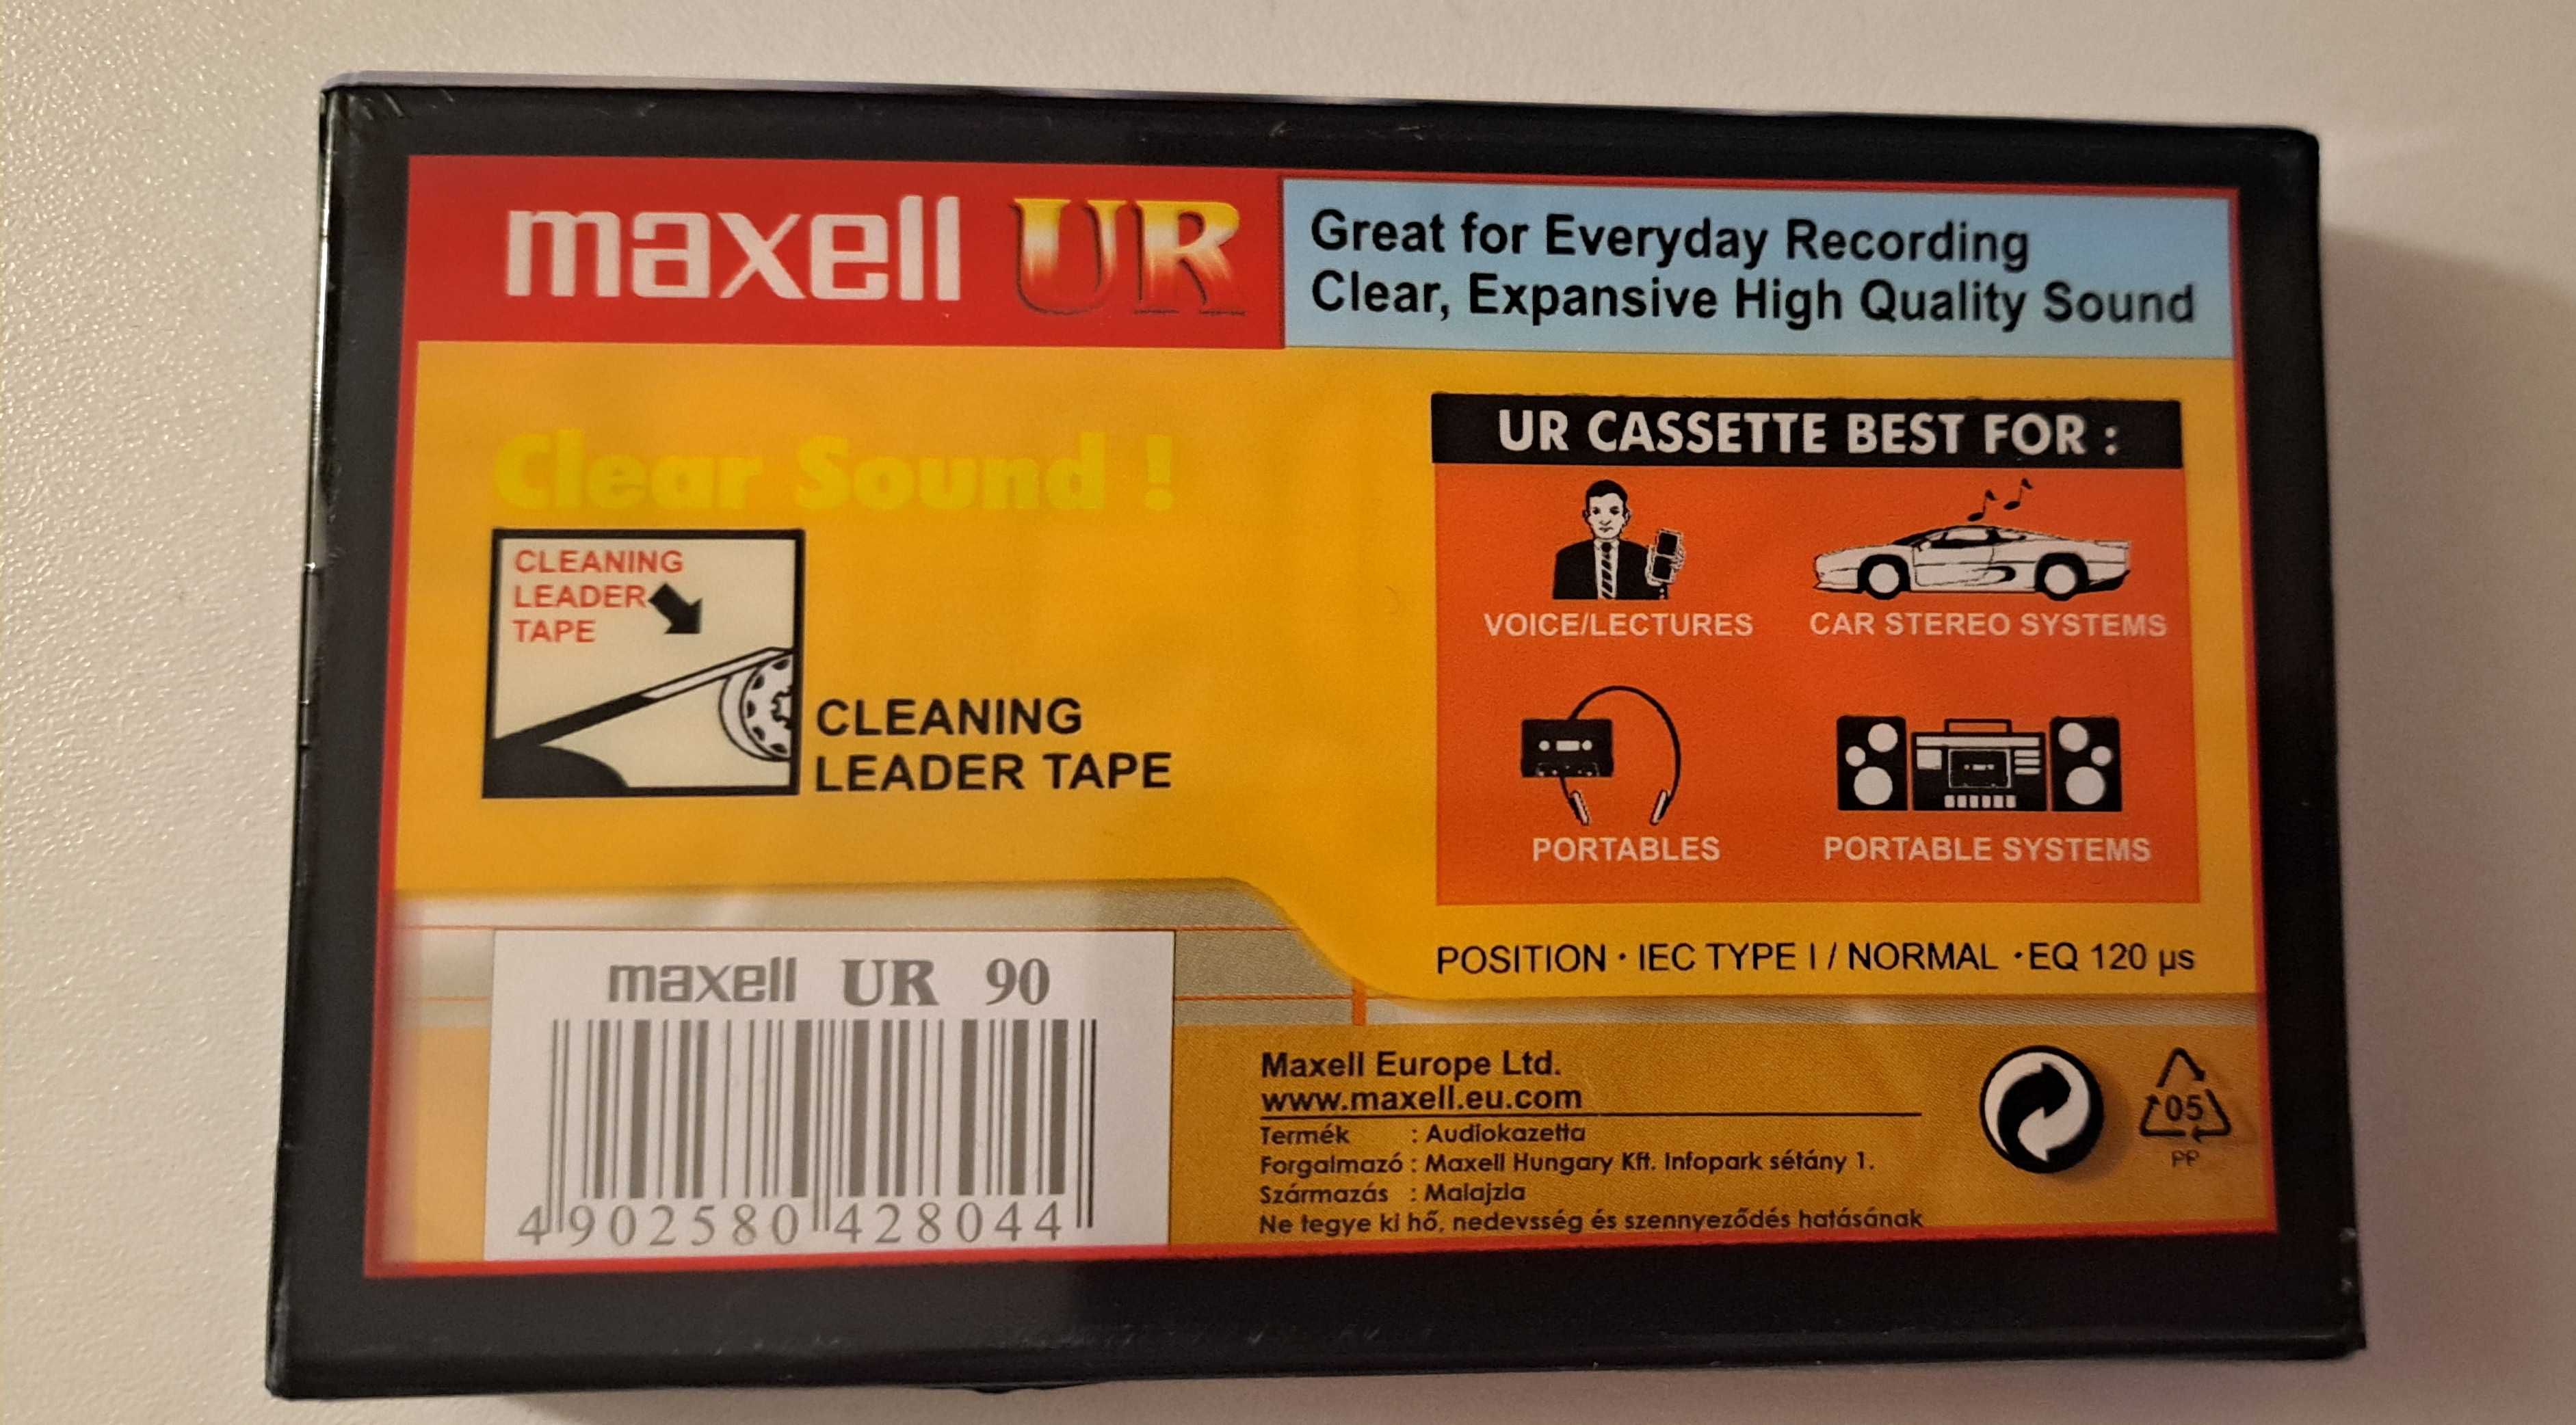 maxell UR
Great for Everyday Recording
Clear, Expansive High Quality Sound
Clear Sound !
CLEANING
LEADER
TAPE
CLEANING
LEADER TAPE
UR CASSETTE BEST FOR :
VOICE/LECTURES
CAR STEREO SYSTEMS
PORTABLES
PORTABLE SYSTEMS
POSITION · IEC TYPE I / NORMAL · EQ 120 µs
maxell UR 90
4 902580 428044
Maxell Europe Ltd.
www.maxell.eu.com
Termék : Audiokazetta
Forgalmazó : Maxell Hungary Kft. Infopark sétány 1.
Származás : Malajzia
Ne tegye ki hő, nedevsség és szennyeződés hatásának
05
PP